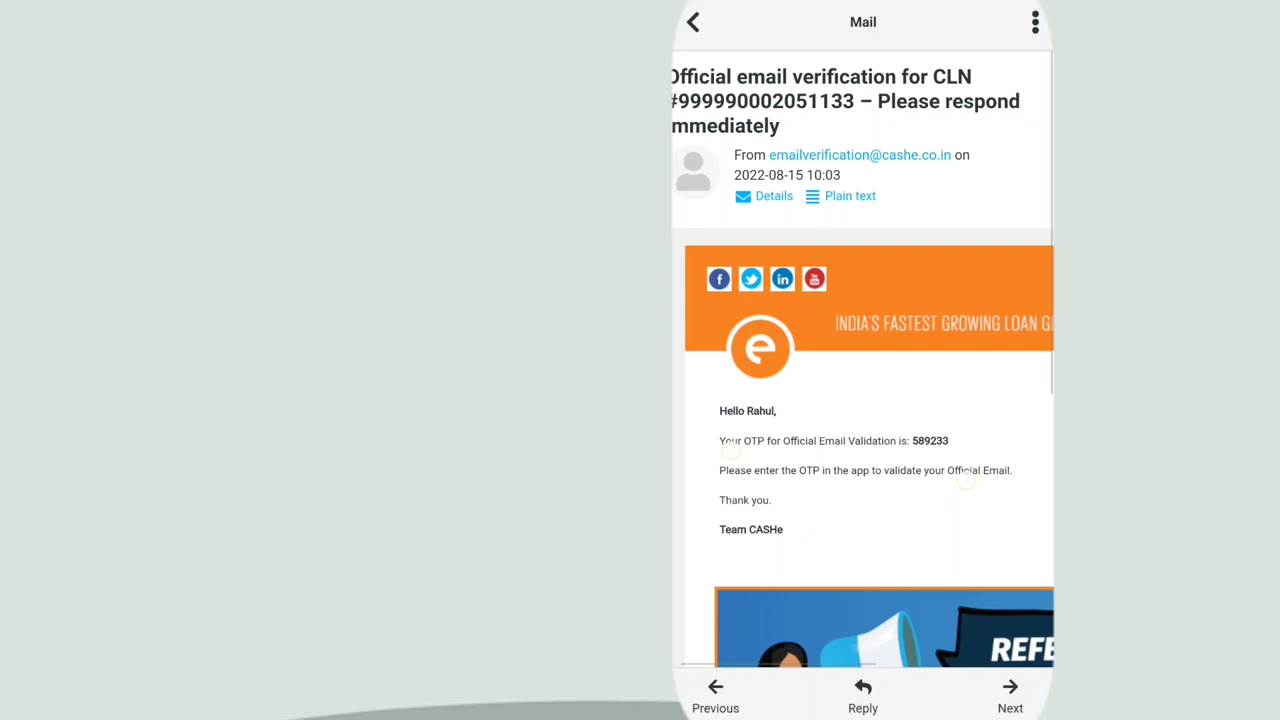 Mail
Official email verification for CLN
#999990002051133 – Please respond
immediately
From emailverification@cashe.co.in on
2022-08-15 10:03
Details Plain text
INDIA'S FASTEST GROWING LOAN
Hello Rahul,
Your OTP for Official Email Validation is: 589233
Please enter the OTP in the app to validate your Official Email.
Thank you.
Team CASHe
REFE
Previous Reply Next